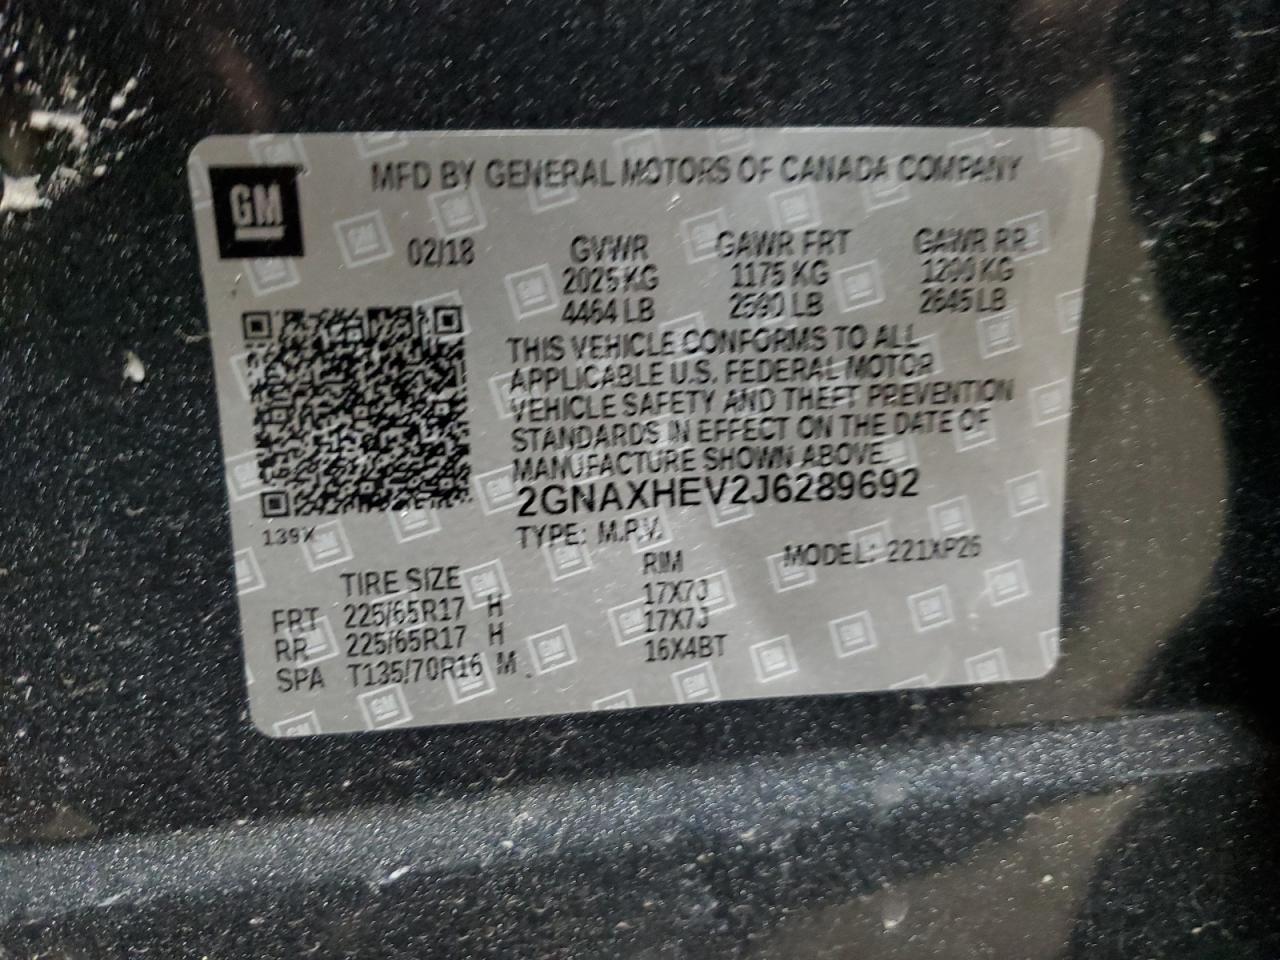 GM
MFD BY GENERAL MOTORS OF CANADA COMPANY
02/18 GVWR GAWR FRT GAWR RR
2025 KG 1175 KG 1200 KG
4464 LB 2590 LB 2645 LB
THIS VEHICLE CONFORMS TO ALL
APPLICABLE U.S. FEDERAL MOTOR
VEHICLE SAFETY AND THEFT PREVENTION
STANDARDS IN EFFECT ON THE DATE OF
MANUFACTURE SHOWN ABOVE.
2GNAXHEV2J6289692
139X
TYPE: M.P.V. MODEL: 221XP26
TIRE SIZE RIM
FRT 225/65R17 H 17X7J
RR 225/65R17 H 17X7J
SPA T135/70R16 M 16X4BT